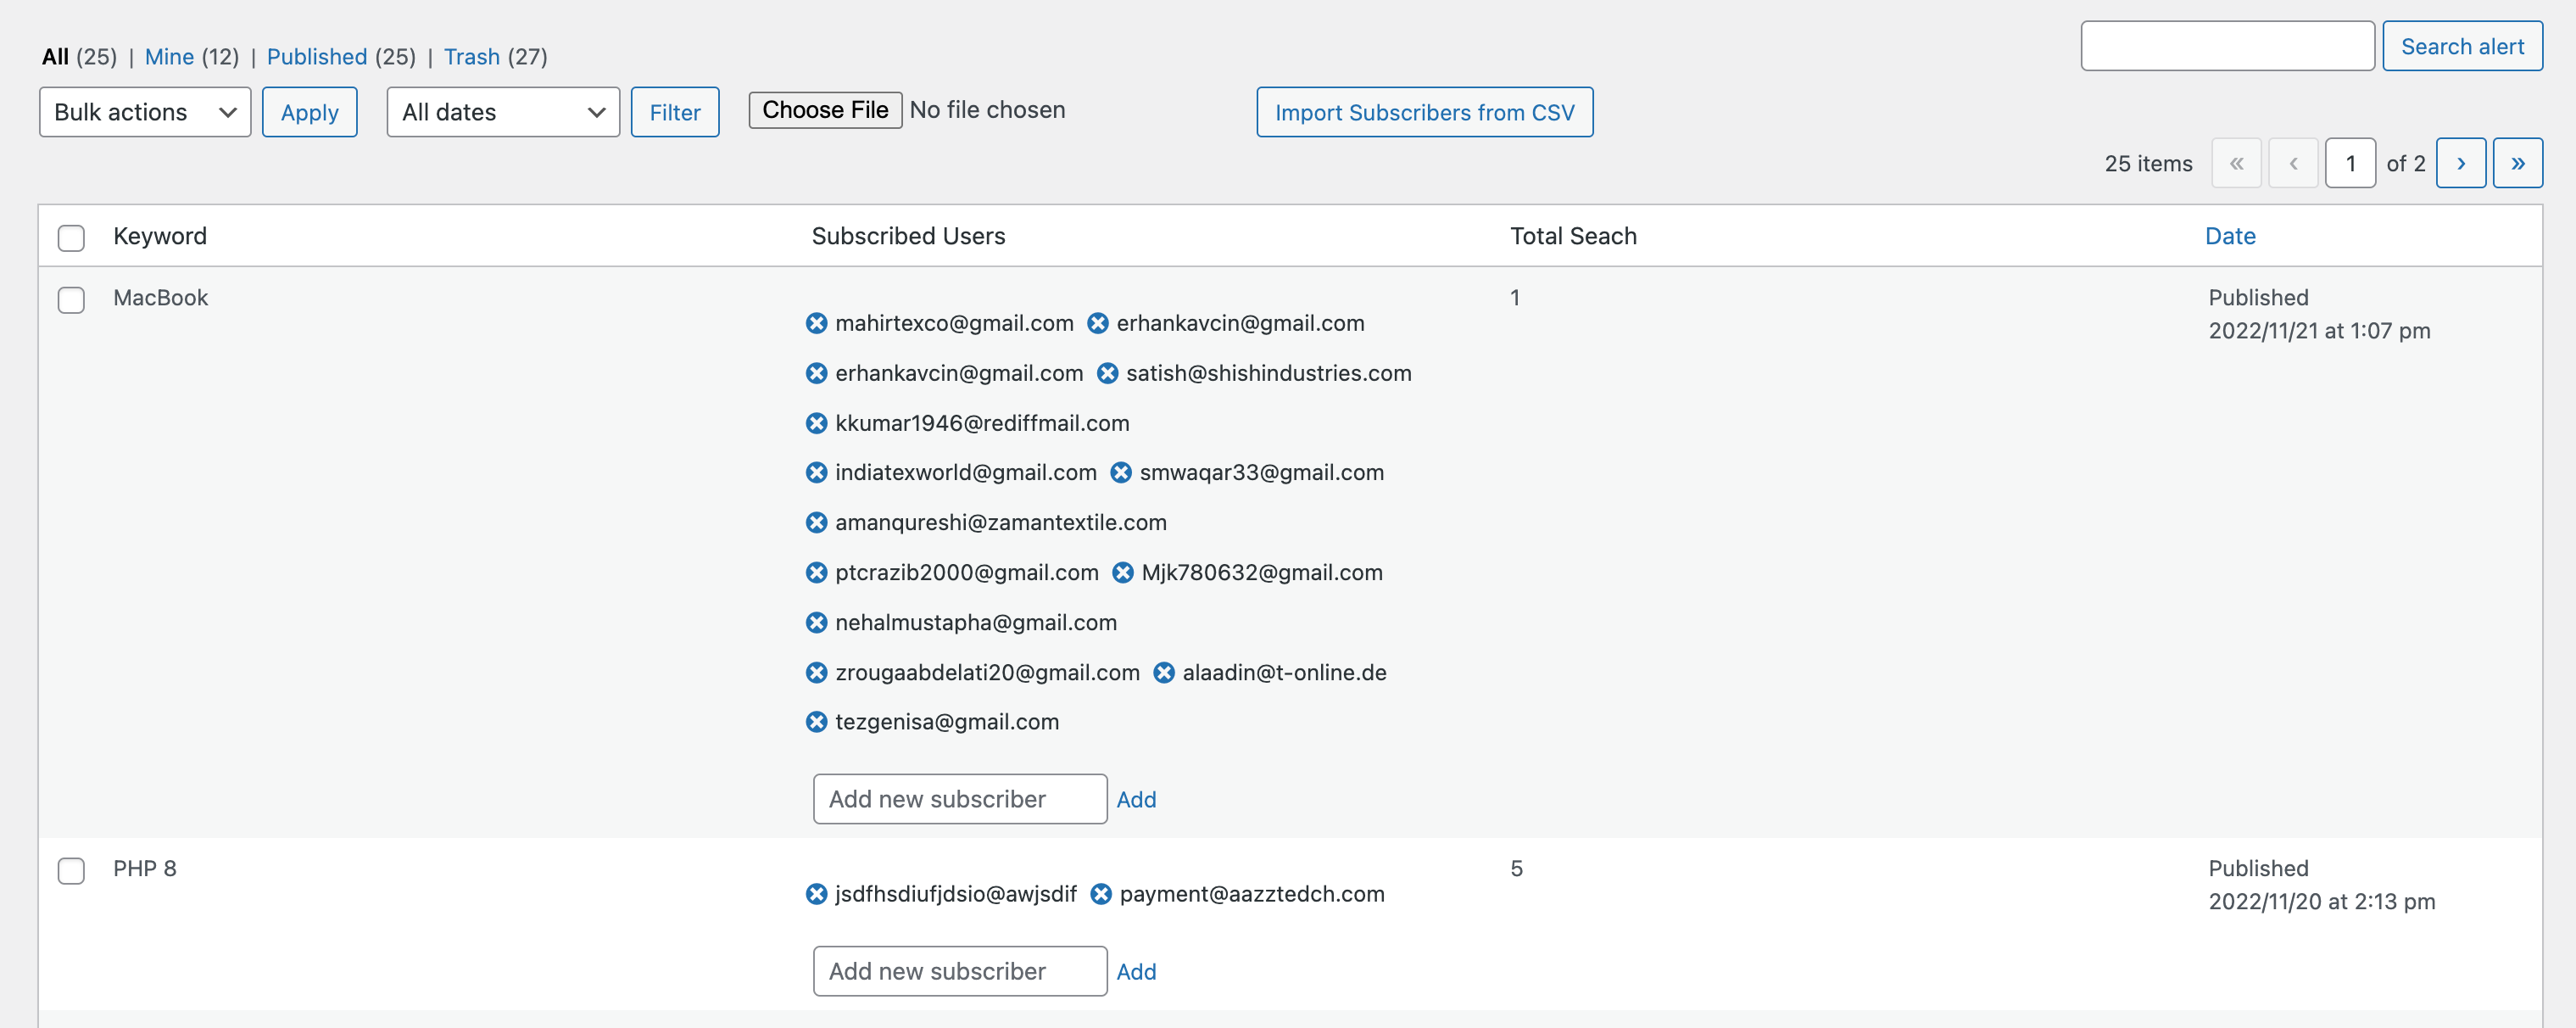 All (25) | Mine (12) | Published (25) | Trash (27)
Search alert
Bulk actions Apply All dates Filter Choose File No file chosen Import Subscribers from CSV
25 items « ‹ 1 of 2 › »
Keyword Subscribed Users Total Seach Date
MacBook 1 Published
mahirtexco@gmail.com erhankavcin@gmail.com 2022/11/21 at 1:07 pm
erhankavcin@gmail.com satish@shishindustries.com
kkumar1946@rediffmail.com
indiatexworld@gmail.com smwaqar33@gmail.com
amanqureshi@zamantextile.com
ptcrazib2000@gmail.com Mjk780632@gmail.com
nehalmustapha@gmail.com
zrougaabdelati20@gmail.com alaadin@t-online.de
tezgenisa@gmail.com
Add new subscriber Add
PHP 8 5 Published
jsdfhsdiufjdsio@awjsdif payment@aazztedch.com 2022/11/20 at 2:13 pm
Add new subscriber Add